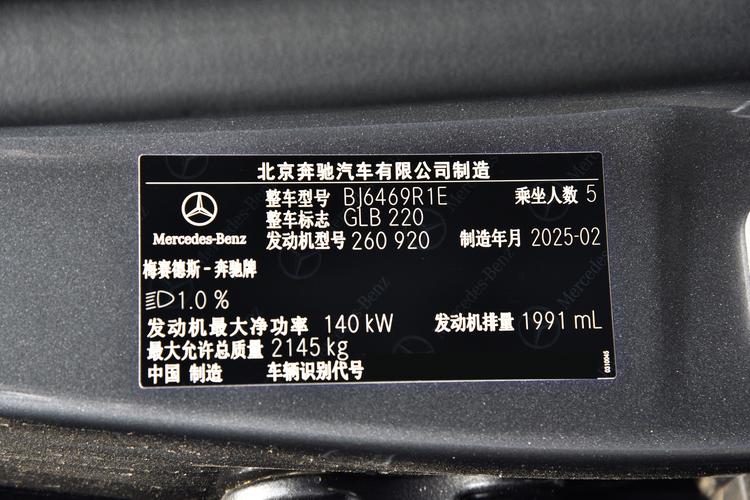 北京奔驰汽车有限公司制造
整车型号 BJ6469R1E 乘坐人数 5
整车标志 GLB 220
Mercedes-Benz 发动机型号 260 920 制造年月 2025-02
梅赛德斯-奔驰牌
1.0 %
发动机最大净功率 140 kW 发动机排量 1991 mL
最大允许总质量 2145 kg
中国 制造 车辆识别代号
0310045